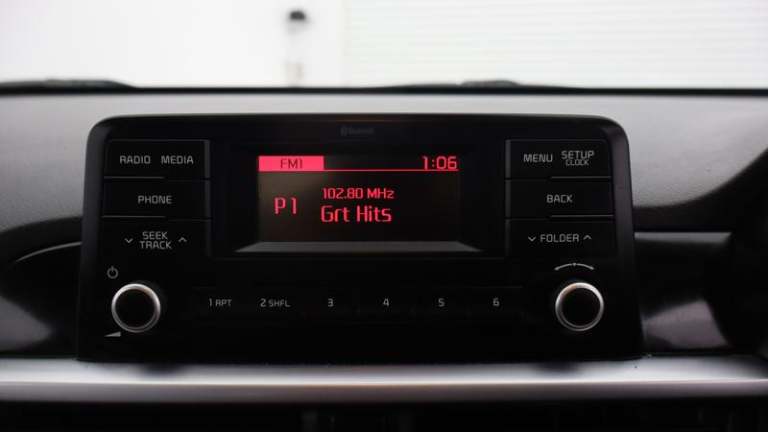 Bluetooth
RADIO MEDIA
PHONE
SEEK
TRACK
FM1 1:06
102.80 MHz
P1 Grt Hits
MENU SETUP
CLOCK
BACK
FOLDER
1 RPT 2 SHFL 3 4 5 6